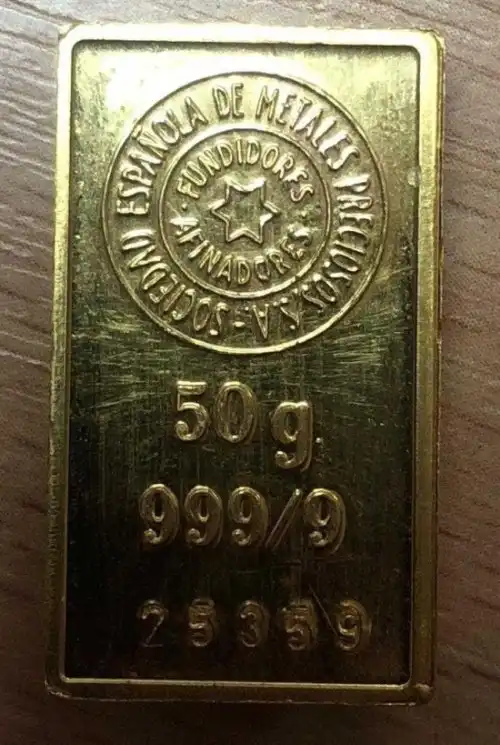 SOCIEDAD ESPAÑOLA DE METALES PRECIOSOS, S.A.
FUNDIDORES
AFINADORES
50 g.
999/9
25359